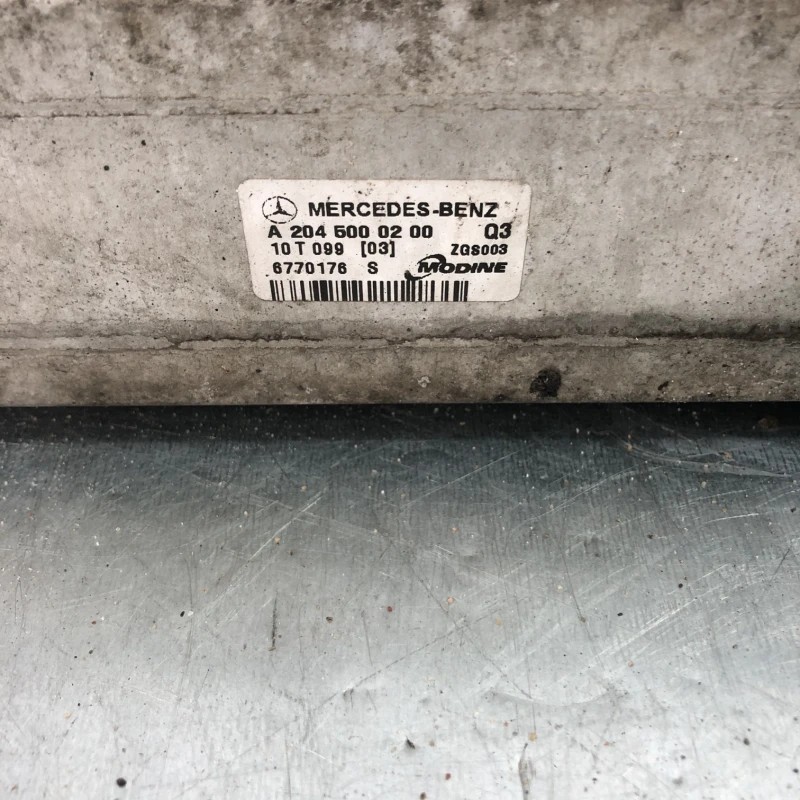 MERCEDES-BENZ
A 204 500 02 00 Q3
10 T 099 [03] ZGS003
6770176 S MODINE